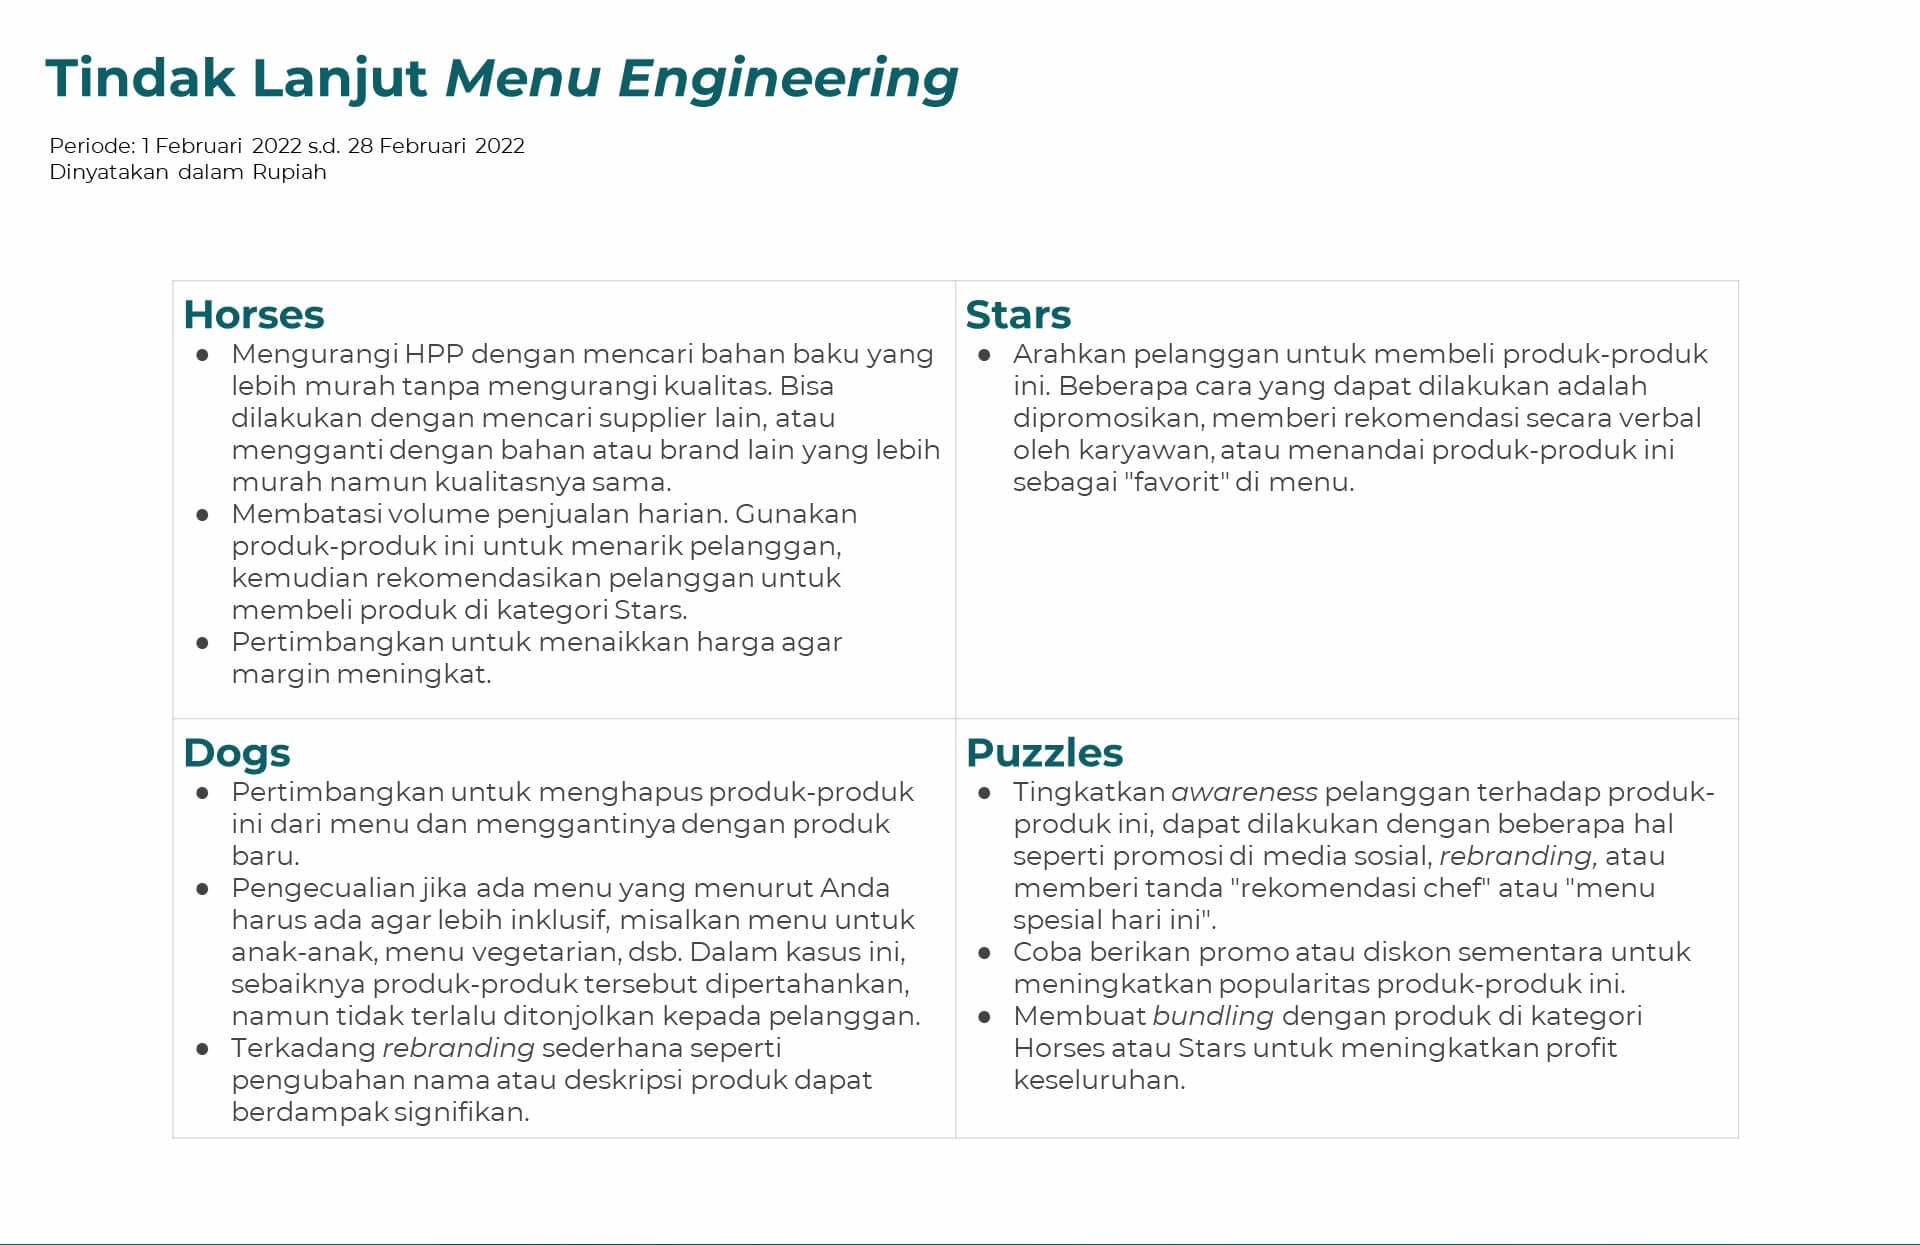 Tindak Lanjut Menu Engineering
Periode: 1 Februari 2022 s.d. 28 Februari 2022
Dinyatakan dalam Rupiah
Horses
● Mengurangi HPP dengan mencari bahan baku yang
lebih murah tanpa mengurangi kualitas. Bisa
dilakukan dengan mencari supplier lain, atau
mengganti dengan bahan atau brand lain yang lebih
murah namun kualitasnya sama.
● Membatasi volume penjualan harian. Gunakan
produk-produk ini untuk menarik pelanggan,
kemudian rekomendasikan pelanggan untuk
membeli produk di kategori Stars.
● Pertimbangkan untuk menaikkan harga agar
margin meningkat.
Stars
● Arahkan pelanggan untuk membeli produk-produk
ini. Beberapa cara yang dapat dilakukan adalah
dipromosikan, memberi rekomendasi secara verbal
oleh karyawan, atau menandai produk-produk ini
sebagai "favorit" di menu.
Dogs
● Pertimbangkan untuk menghapus produk-produk
ini dari menu dan menggantinya dengan produk
baru.
● Pengecualian jika ada menu yang menurut Anda
harus ada agar lebih inklusif, misalkan menu untuk
anak-anak, menu vegetarian, dsb. Dalam kasus ini,
sebaiknya produk-produk tersebut dipertahankan,
namun tidak terlalu ditonjolkan kepada pelanggan.
● Terkadang rebranding sederhana seperti
pengubahan nama atau deskripsi produk dapat
berdampak signifikan.
Puzzles
● Tingkatkan awareness pelanggan terhadap produk-
produk ini, dapat dilakukan dengan beberapa hal
seperti promosi di media sosial, rebranding, atau
memberi tanda "rekomendasi chef" atau "menu
spesial hari ini".
● Coba berikan promo atau diskon sementara untuk
meningkatkan popularitas produk-produk ini.
● Membuat bundling dengan produk di kategori
Horses atau Stars untuk meningkatkan profit
keseluruhan.